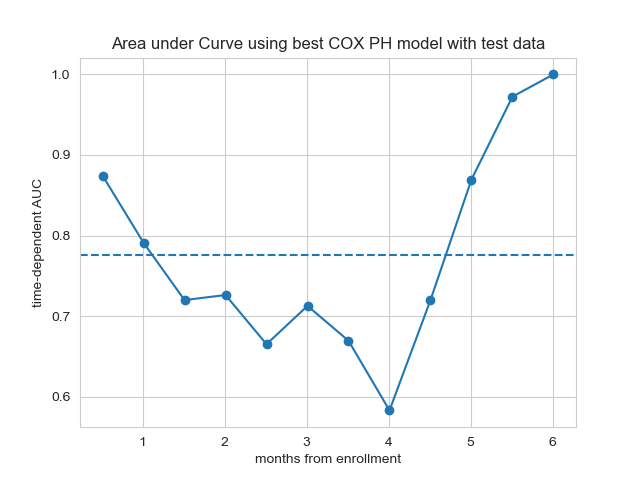 Area under Curve using best COX PH model with test data
time-dependent AUC
1.0
0.9
0.8
0.7
0.6
1 2 3 4 5 6
months from enrollment